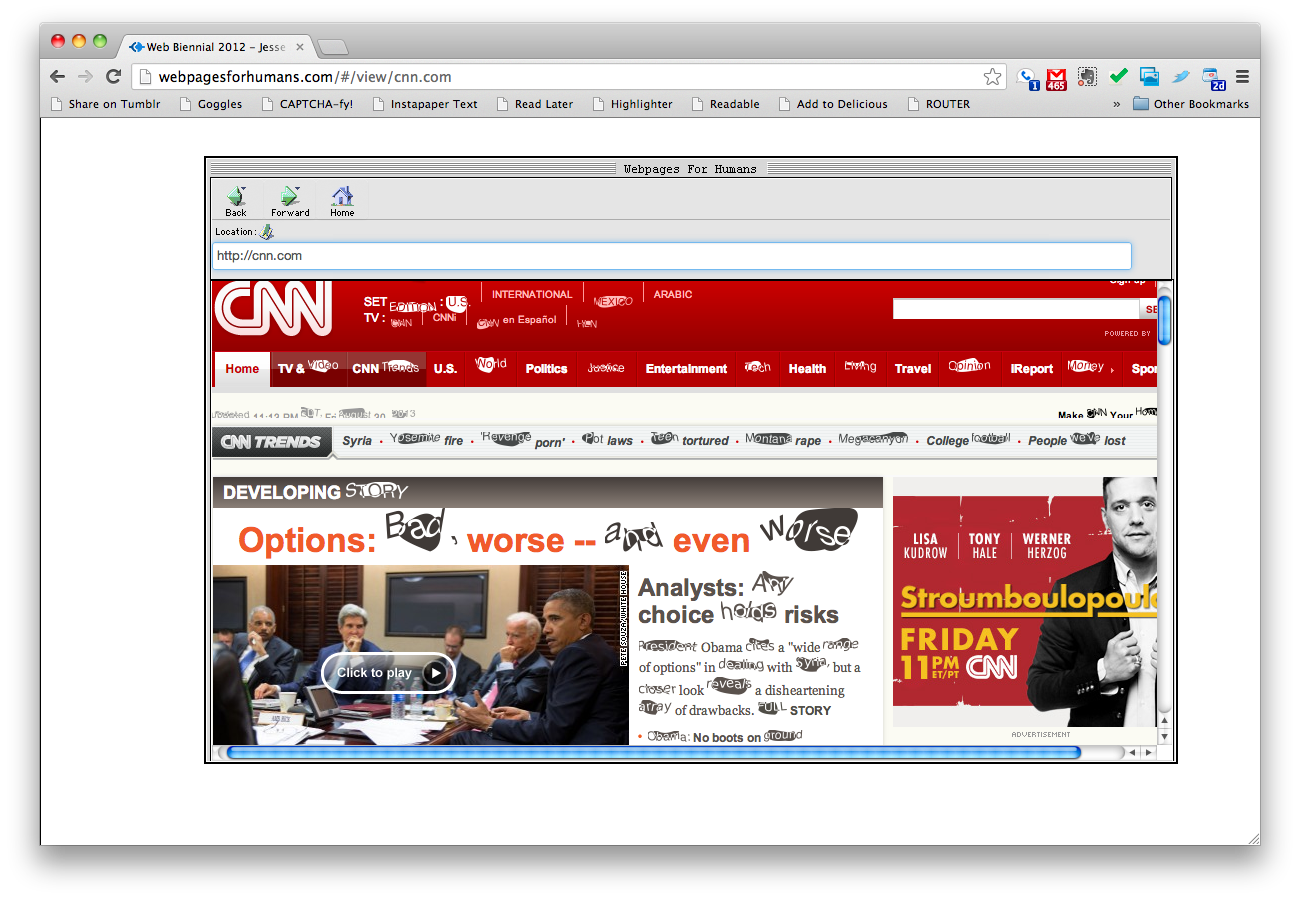 Web Biennial 2012 – Jesse
webpagesforhumans.com/#/view/cnn.com
1
465
2d
Share on Tumblr Goggles CAPTCHA-fy! Instapaper Text Read Later Highlighter Readable Add to Delicious ROUTER » Other Bookmarks
Webpages For Humans
Back Forward Home
Location:
http://cnn.com
CNN
SET EDITION : U.S. INTERNATIONAL MEXICO ARABIC
Sign up
TV : CNN CNNi CNN en Español HLN
SE
POWERED BY
Home TV & Video CNN Trends U.S. World Politics Justice Entertainment Tech Health Living Travel Opinion iReport Money Spor
Updated 11:12 PM EDT, Fri August 30, 2013
Make CNN Your Hom
CNN TRENDS Syria • Yosemite fire • 'Revenge porn' • Pot laws • Teen tortured • Montana rape • Megacanyon • College football • People we've lost
DEVELOPING STORY
Options: Bad, worse -- and even worse
PETE SOUZA/WHITE HOUSE
Click to play
Analysts: Any
choice holds risks
President Obama cites a "wide range
of options" in dealing with Syria, but a
closer look reveals a disheartening
array of drawbacks. FULL STORY
• Obama: No boots on ground
LISA KUDROW
TONY HALE
WERNER HERZOG
Stroumboulopoulo
FRIDAY
11PM ET/PT CNN
ADVERTISEMENT